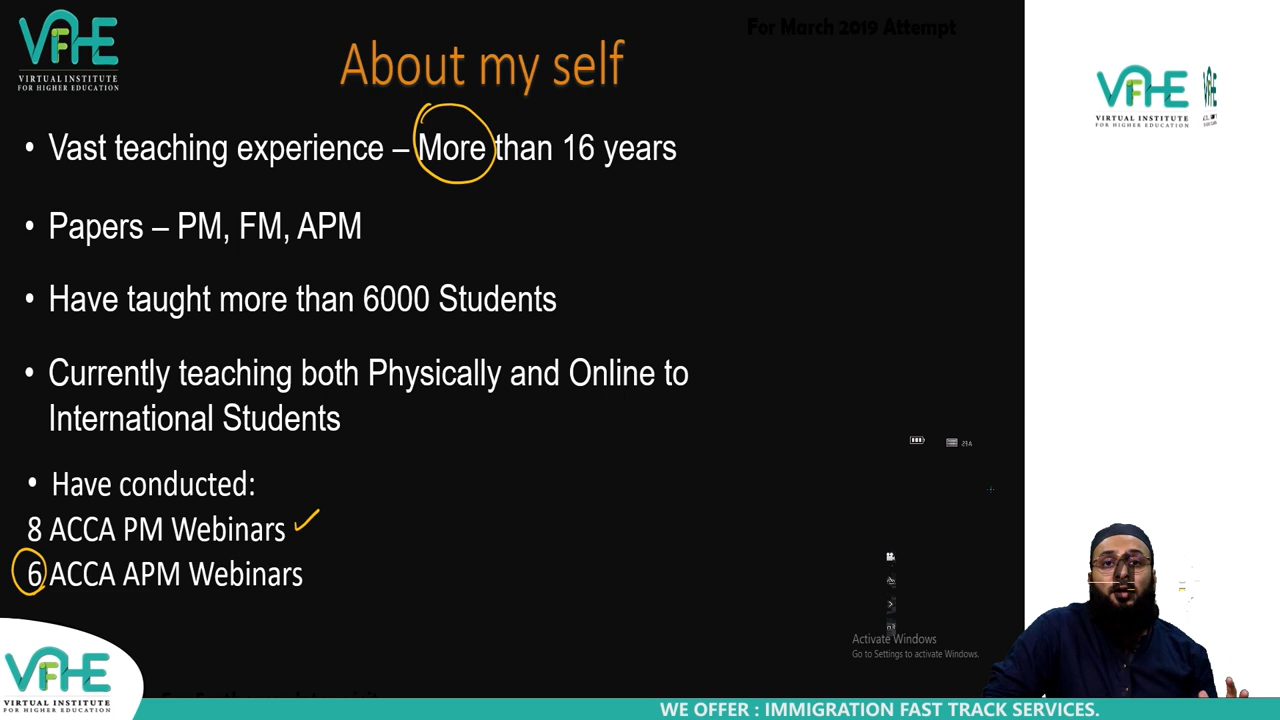 VIFHE
VIRTUAL INSTITUTE
FOR HIGHER EDUCATION
For March 2019 Attempt
About my self
• Vast teaching experience – More than 16 years
• Papers – PM, FM, APM
• Have taught more than 6000 Students
• Currently teaching both Physically and Online to
International Students
• Have conducted:
8 ACCA PM Webinars
6 ACCA APM Webinars
VIFHE
VIRTUAL INSTITUTE
FOR HIGHER EDUCATION
Activate Windows
Go to Settings to activate Windows.
VIFHE
VIRTUAL INSTITUTE
FOR HIGHER EDUCATION
WE OFFER : IMMIGRATION FAST TRACK SERVICES.